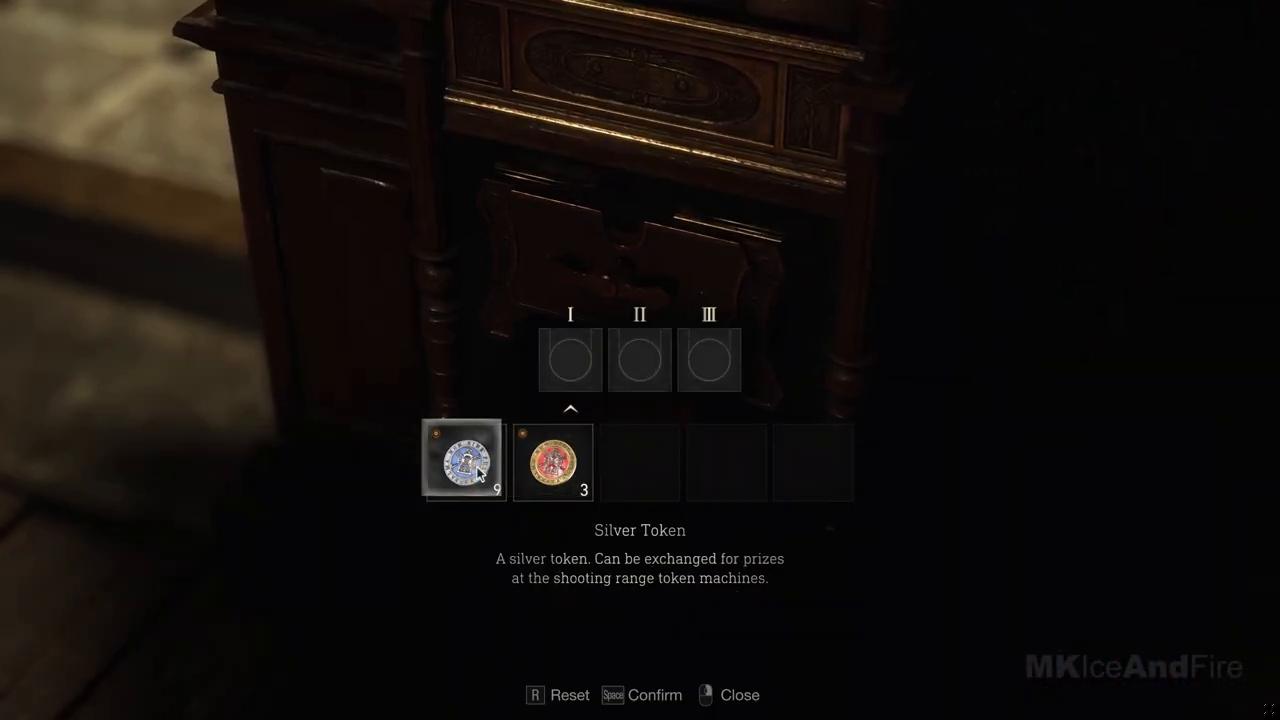 I II III
9 3
Silver Token
A silver token. Can be exchanged for prizes
at the shooting range token machines.
MKIceAndFire
R Reset Space Confirm Close